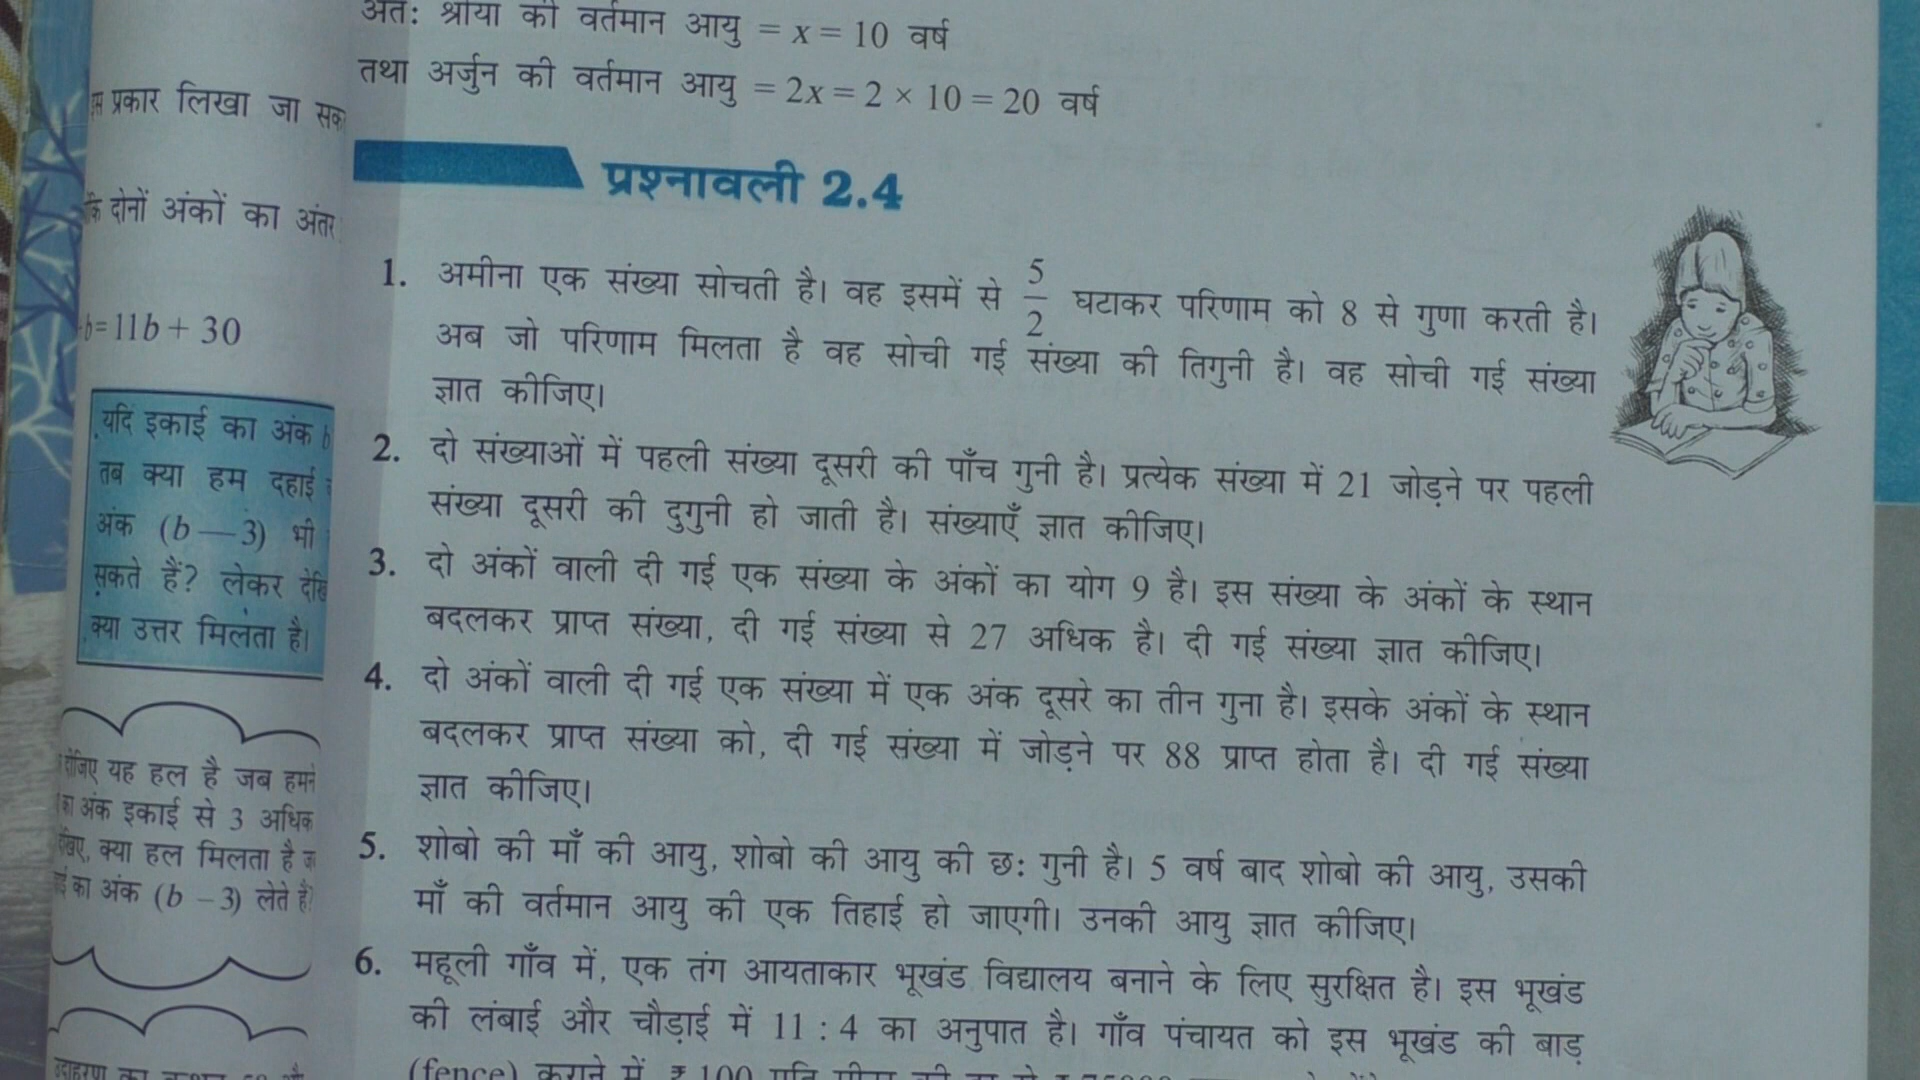 अतः श्रीया की वर्तमान आयु = x = 10 वर्ष
तथा अर्जुन की वर्तमान आयु = 2x = 2 × 10 = 20 वर्ष
प्रश्नावली 2.4
1. अमीना एक संख्या सोचती है। वह इसमें से 5/2 घटाकर परिणाम को 8 से गुणा करती है।
अब जो परिणाम मिलता है वह सोची गई संख्या की तिगुनी है। वह सोची गई संख्या
ज्ञात कीजिए।
2. दो संख्याओं में पहली संख्या दूसरी की पाँच गुनी है। प्रत्येक संख्या में 21 जोड़ने पर पहली
संख्या दूसरी की दुगुनी हो जाती है। संख्याएँ ज्ञात कीजिए।
3. दो अंकों वाली दी गई एक संख्या के अंकों का योग 9 है। इस संख्या के अंकों के स्थान
बदलकर प्राप्त संख्या, दी गई संख्या से 27 अधिक है। दी गई संख्या ज्ञात कीजिए।
4. दो अंकों वाली दी गई एक संख्या में एक अंक दूसरे का तीन गुना है। इसके अंकों के स्थान
बदलकर प्राप्त संख्या को, दी गई संख्या में जोड़ने पर 88 प्राप्त होता है। दी गई संख्या
ज्ञात कीजिए।
5. शोबो की माँ की आयु, शोबो की आयु की छः गुनी है। 5 वर्ष बाद शोबो की आयु, उसकी
माँ की वर्तमान आयु की एक तिहाई हो जाएगी। उनकी आयु ज्ञात कीजिए।
6. महूली गाँव में, एक तंग आयताकार भूखंड विद्यालय बनाने के लिए सुरक्षित है। इस भूखंड
की लंबाई और चौड़ाई में 11 : 4 का अनुपात है। गाँव पंचायत को इस भूखंड की बाड़
(fence) कराने में ₹ 100
प्रकार लिखा जा
दोनों अंकों का अंतर
b = 11b + 30
यदि इकाई का अंक b
तब क्या हम दहाई
अंक (b — 3) भी
सकते हैं? लेकर
क्या उत्तर मिलता है।
यह हल है जब हमने
अंक इकाई से 3 अधिक
क्या हल मिलता है
का अंक (b – 3) लेते हैं?